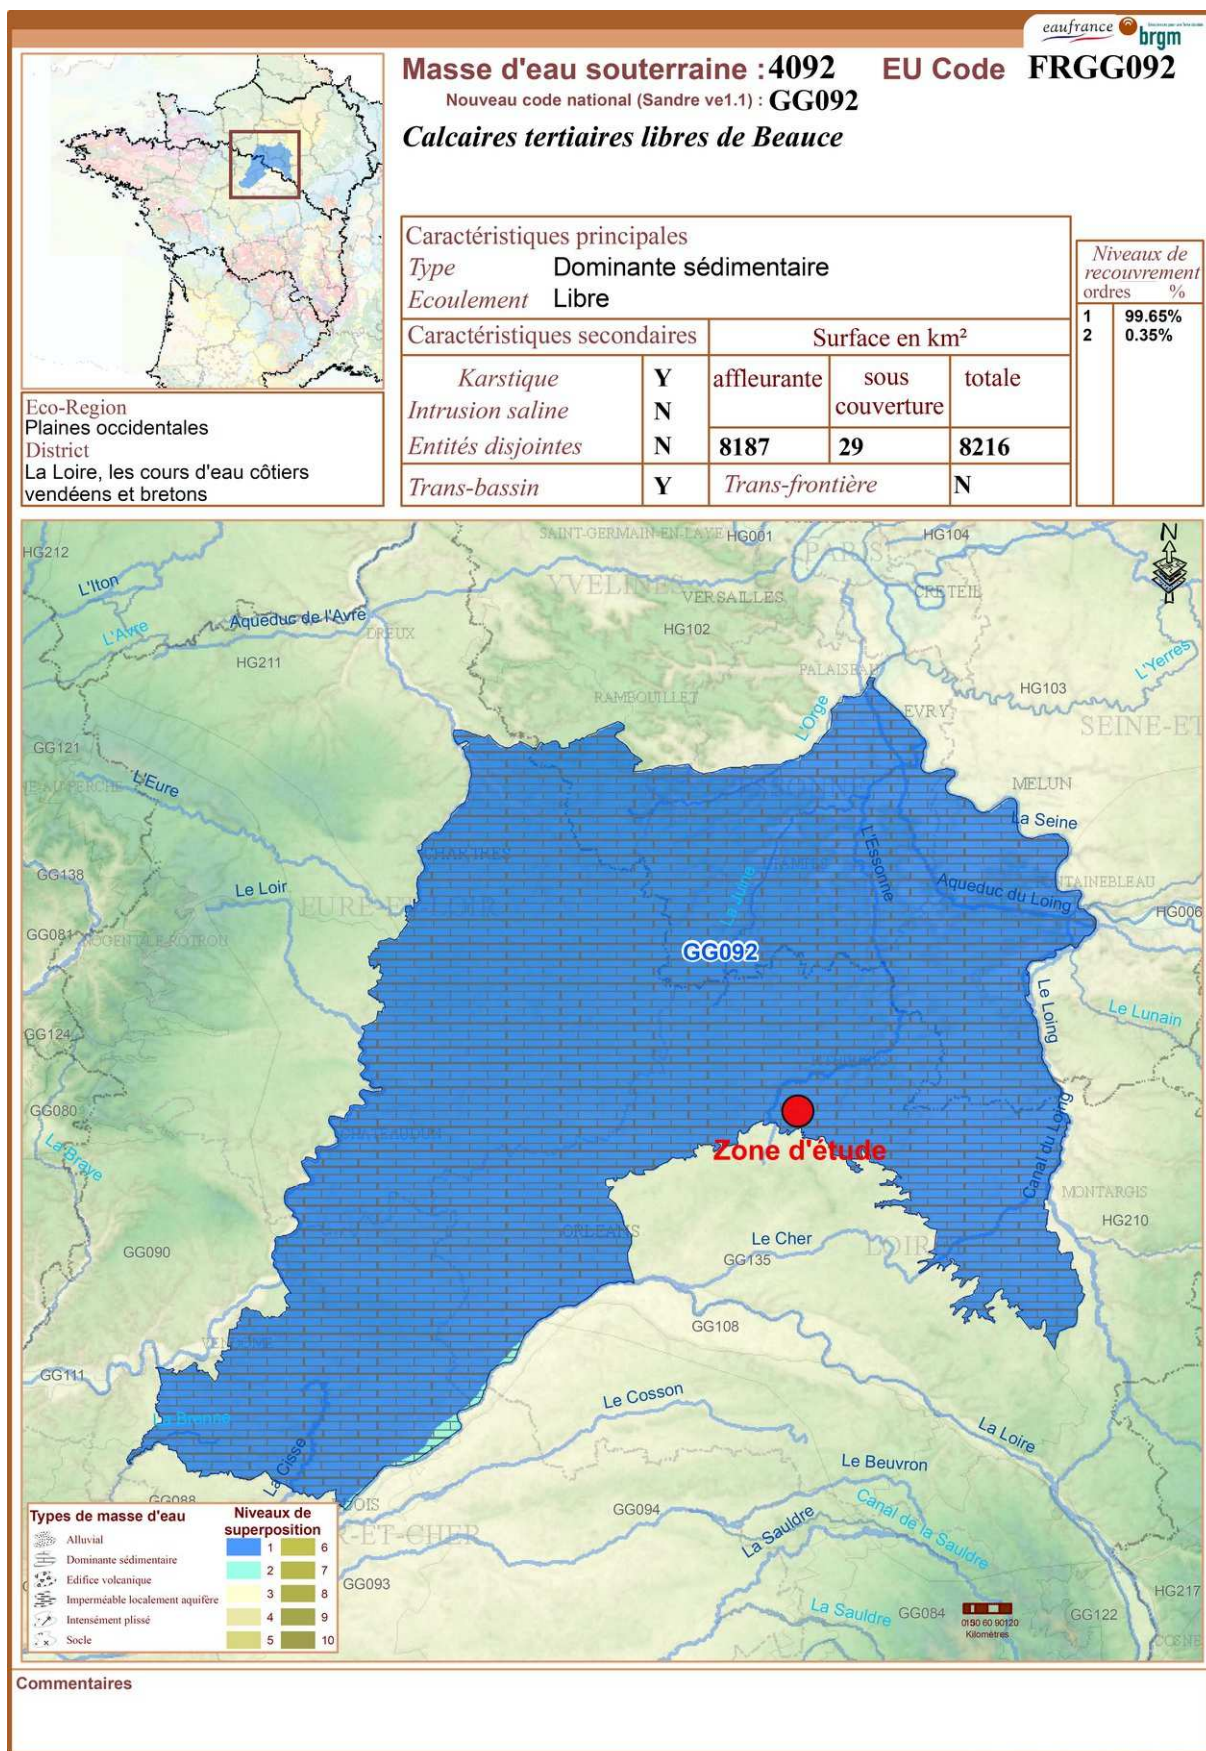 eaufrance
brgm
Masse d'eau souterraine : 4092 EU Code FRGG092
Nouveau code national (Sandre ve1.1) : GG092
Calcaires tertiaires libres de Beauce
Caractéristiques principales
Type Dominante sédimentaire
Ecoulement Libre
Caractéristiques secondaires Surface en km²
Karstique Y affleurante sous couverture totale
Intrusion saline N
Entités disjointes N 8187 29 8216
Trans-bassin Y Trans-frontière N
Niveaux de
recouvrement
ordres %
1 99.65%
2 0.35%
Eco-Region
Plaines occidentales
District
La Loire, les cours d'eau côtiers
vendéens et bretons
HG212
SAINT-GERMAIN-EN-LAYE
HG001
HG104
N
L'Iton
YVELINES
PARIS
VERSAILLES
CRETEIL
L'Avre
Aqueduc de l'Avre
DREUX
HG102
HG211
PALAISEAU
L'Yerres
RAMBOUILLET
HG103
L'Orge
EVRY
SEINE-ET
GG121
L'Eure
MELUN
La Seine
ESSONNE
CHARTRES
L'Essonne
GG138
Le Loir
La Juine
Aqueduc du Loing
FONTAINEBLEAU
EURE-ET-LOIR
HG006
GG081
NOGENT-LE-ROTROU
GG092
Le Loing
Le Lunain
GG124
GG080
Zone d'étude
CHATEAUDUN
La Braye
Canal du Loing
MONTARGIS
HG210
GG090
ORLEANS
Le Cher
LOIRET
GG135
GG108
VENDOME
GG111
Le Cosson
La Bronne
La Loire
La Cisse
Le Beuvron
GG088
BLOIS
GG094
La Sauldre
Canal de la Sauldre
R-ET-CHER
GG093
HG217
La Sauldre
GG084
GG122
COSNE
Kilomètres
Types de masse d'eau
Alluvial
Dominante sédimentaire
Edifice volcanique
Imperméable localement aquifère
Intensément plissé
Socle
Niveaux de
superposition
1 6
2 7
3 8
4 9
5 10
Commentaires